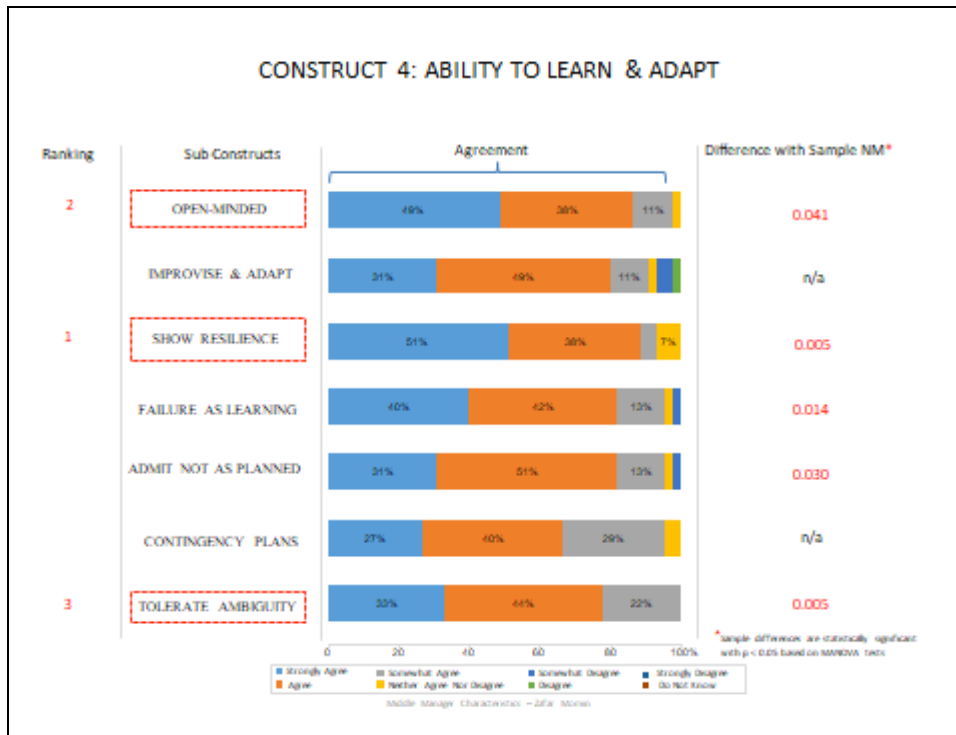 CONSTRUCT 4: ABILITY TO LEARN & ADAPT
Ranking
Sub Constructs
Agreement
Difference with Sample NM*
2
OPEN-MINDED
49%
38%
11%
0.041
IMPROVISE & ADAPT
31%
49%
11%
n/a
1
SHOW RESILIENCE
51%
38%
7%
0.005
FAILURE AS LEARNING
40%
42%
13%
0.014
ADMIT NOT AS PLANNED
31%
51%
13%
0.030
CONTINGENCY PLANS
27%
40%
29%
n/a
3
TOLERATE AMBIGUITY
33%
44%
22%
0.005
0 20 40 60 80 100%
*Sample differences are statistically significant
with p < 0.05 based on MANOVA tests
Strongly Agree Somewhat Agree Somewhat Disagree Strongly Disagree
Agree Neither Agree Nor Disagree Disagree Do Not Know
Middle Manager Characteristics – Zafar